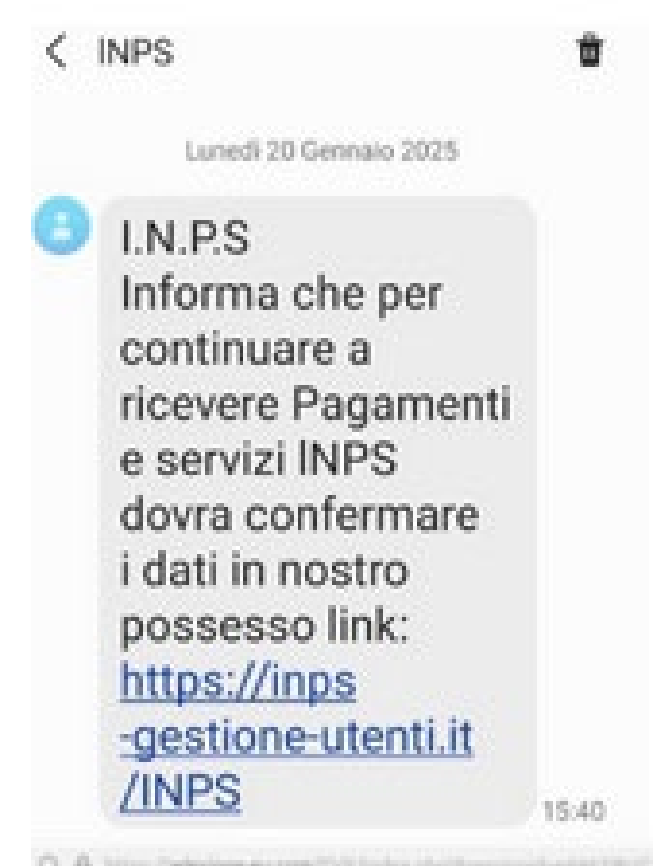 INPS
Lunedì 20 Gennaio 2025
I.N.P.S
Informa che per
continuare a
ricevere Pagamenti
e servizi INPS
dovra confermare
i dati in nostro
possesso link:
https://inps
-gestione-utenti.it
/INPS
15:40